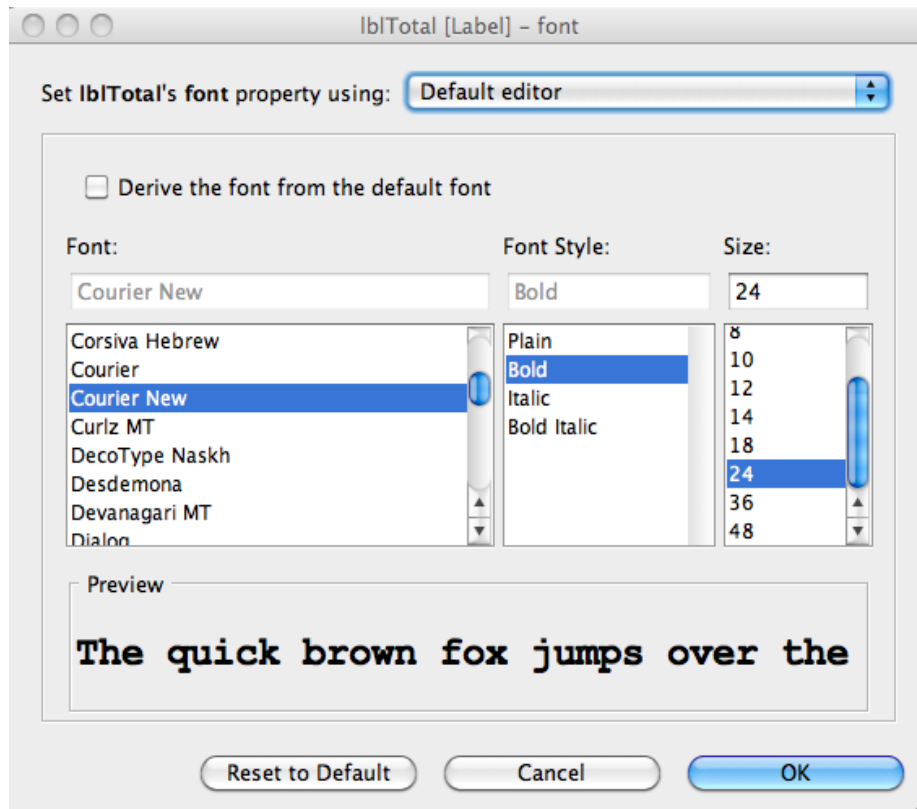 lblTotal [Label] – font
Set lblTotal's font property using: Default editor
Derive the font from the default font
Font: Font Style: Size:
Courier New Bold 24
Corsiva Hebrew Plain 8
Courier Bold 10
Courier New Italic 12
Curlz MT Bold Italic 14
DecoType Naskh 18
Desdemona 24
Devanagari MT 36
Dialog 48
Preview
The quick brown fox jumps over the
Reset to Default Cancel OK